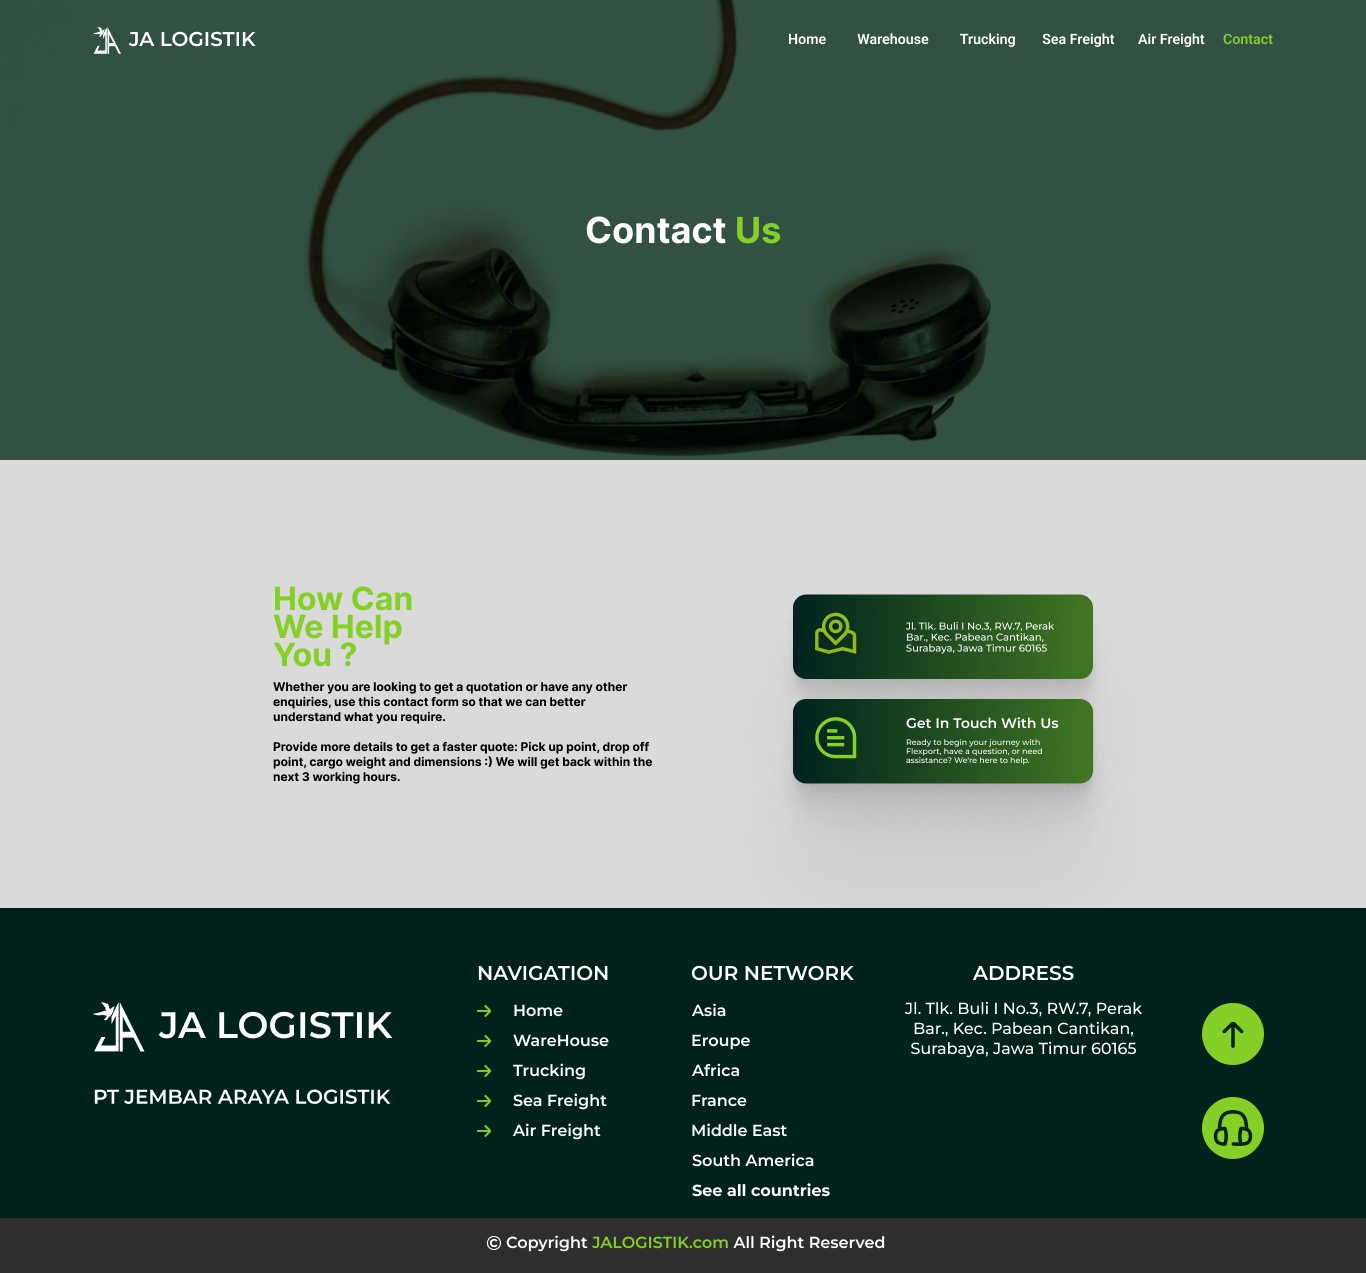 JA LOGISTIK
Home Warehouse Trucking Sea Freight Air Freight Contact
Contact Us
How Can
We Help
You ?
Whether you are looking to get a quotation or have any other
enquiries, use this contact form so that we can better
understand what you require.
Provide more details to get a faster quote: Pick up point, drop off
point, cargo weight and dimensions :) We will get back within the
next 3 working hours.
Jl. Tlk. Buli I No.3, RW.7, Perak
Bar., Kec. Pabean Cantikan,
Surabaya, Jawa Timur 60165
Get In Touch With Us
Ready to begin your journey with
Flexport, have a question, or need
assistance? We're here to help.
JA LOGISTIK
PT JEMBAR ARAYA LOGISTIK
NAVIGATION
Home
WareHouse
Trucking
Sea Freight
Air Freight
OUR NETWORK
Asia
Eroupe
Africa
France
Middle East
South America
See all countries
ADDRESS
Jl. Tlk. Buli I No.3, RW.7, Perak
Bar., Kec. Pabean Cantikan,
Surabaya, Jawa Timur 60165
© Copyright JALOGISTIK.com All Right Reserved